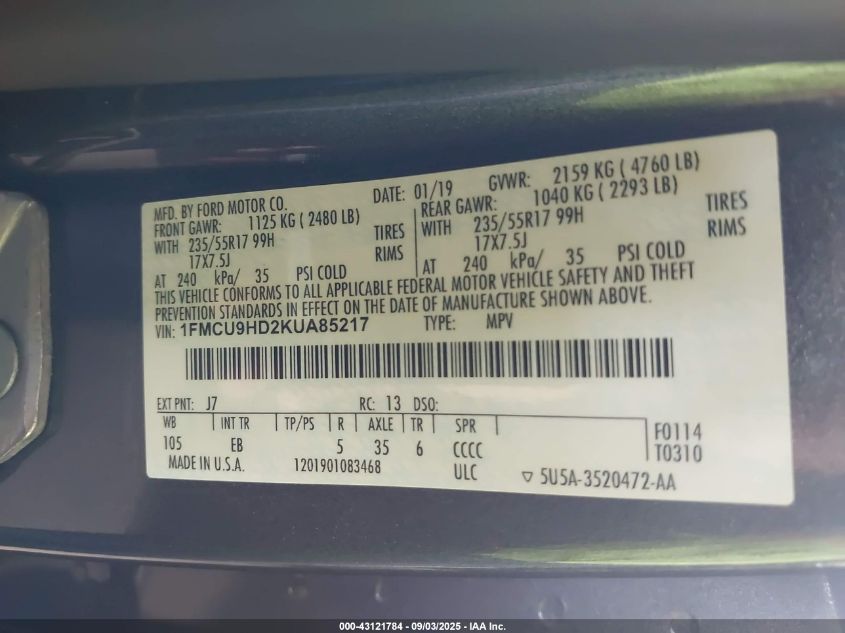 MFD. BY FORD MOTOR CO. DATE: 01/19 GVWR: 2159 KG ( 4760 LB)
FRONT GAWR: 1125 KG ( 2480 LB) REAR GAWR: 1040 KG ( 2293 LB)
WITH 235/55R17 99H TIRES WITH 235/55R17 99H TIRES
17X7.5J RIMS 17X7.5J RIMS
AT 240 kPa/ 35 PSI COLD AT 240 kPa/ 35 PSI COLD
THIS VEHICLE CONFORMS TO ALL APPLICABLE FEDERAL MOTOR VEHICLE SAFETY AND THEFT
PREVENTION STANDARDS IN EFFECT ON THE DATE OF MANUFACTURE SHOWN ABOVE.
VIN: 1FMCU9HD2KUA85217 TYPE: MPV
EXT PNT: J7 RC: 13 DSO:
WB INT TR TP/PS R AXLE TR SPR F0114
105 EB 5 35 6 CCCC T0310
MADE IN U.S.A. 1201901083468 ULC ▽ 5U5A-3520472-AA
000-43121784 - 09/03/2025 - IAA Inc.